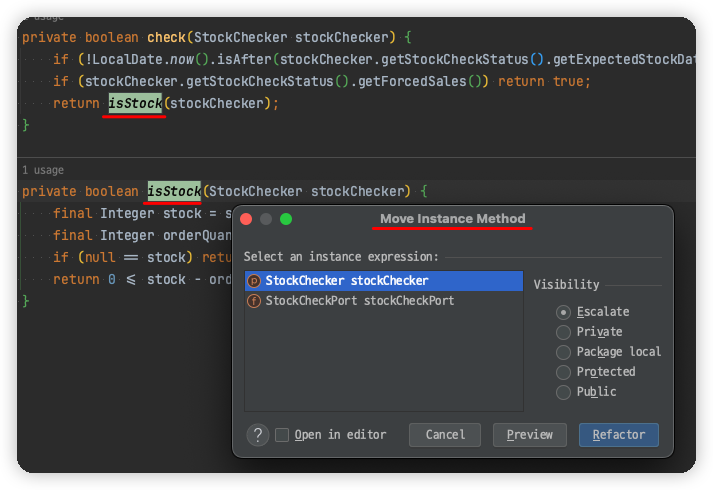 usage
private boolean check(StockChecker stockChecker) {
if (!LocalDate.now().isAfter(stockChecker.getStockCheckStatus().getExpectedStockDat
if (stockChecker.getStockCheckStatus().getForcedSales()) return true;
return isStock(stockChecker);
}
1 usage
private boolean isStock(StockChecker stockChecker) {
final Integer stock = s
final Integer orderQuan
if (null == stock) retu
return 0 <= stock - ord
}
Move Instance Method
Select an instance expression:
p StockChecker stockChecker
f StockCheckPort stockCheckPort
Visibility
Escalate
Private
Package local
Protected
Public
? Open in editor
Cancel
Preview
Refactor